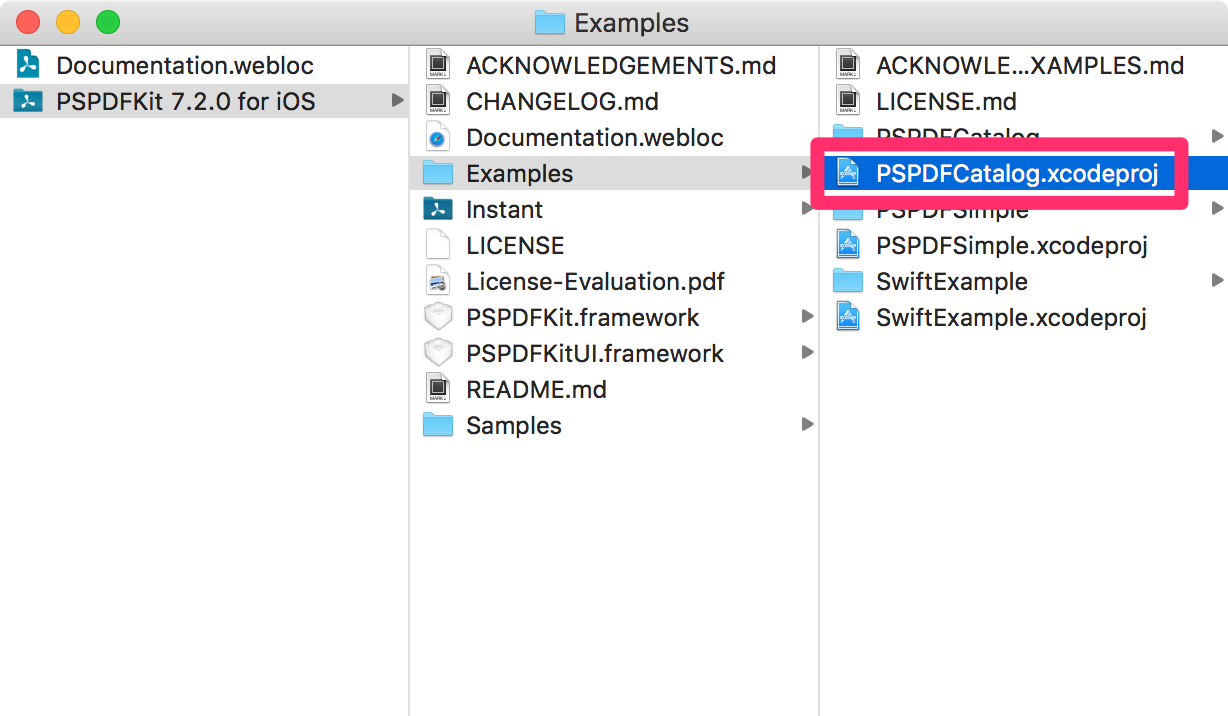 Examples
Documentation.webloc
PSPDFKit 7.2.0 for iOS
ACKNOWLEDGEMENTS.md
CHANGELOG.md
Documentation.webloc
Examples
Instant
LICENSE
License-Evaluation.pdf
PSPDFKit.framework
PSPDFKitUI.framework
README.md
Samples
ACKNOWLE...XAMPLES.md
LICENSE.md
PSPDFCatalog
PSPDFCatalog.xcodeproj
PSPDFSimple
PSPDFSimple.xcodeproj
SwiftExample
SwiftExample.xcodeproj